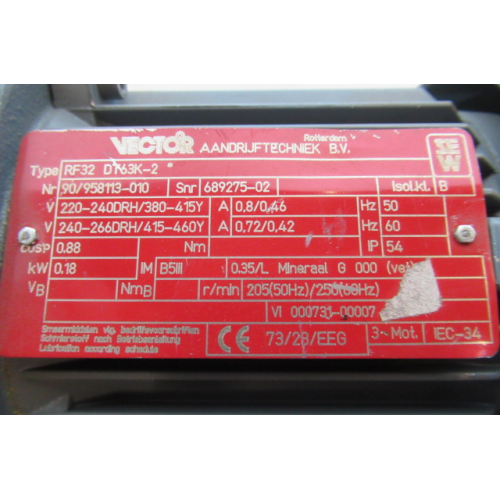 VECTOR AANDRIJFTECHNIEK B.V. Rotterdam
SEW
Type RF32 DT63K-2
Nr 90/958113-010 Snr 689275-02 Isol.kl. B
V 220-240DRH/380-415Y A 0.8/0,46 Hz 50
V 240-266DRH/415-460Y A 0,72/0,42 Hz 60
cosφ 0.88 Nm IP 54
kW 0.18 IM B5III 0.35/L Mineraal G 000 (vet)
VB NmB r/min 205(50Hz)/250(60Hz)
VI 000731-00007
Smeermiddelen vlg. bedrijfsvoorschriften
Schmierstoff nach Betriebsanleitung
Lubrication according schedule
CE 73/23/EEG 3~Mot. IEC-34